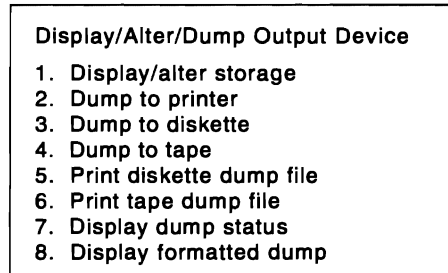 Display/Alter/Dump Output Device
1. Display/alter storage
2. Dump to printer
3. Dump to diskette
4. Dump to tape
5. Print diskette dump file
6. Print tape dump file
7. Display dump status
8. Display formatted dump